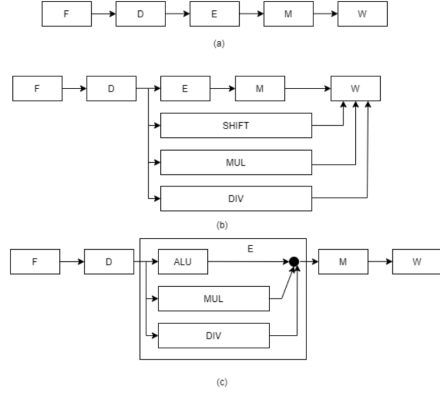 F D E M W
(a)
F D E M W
SHIFT
MUL
DIV
(b)
E
F D ALU M W
MUL
DIV
(c)